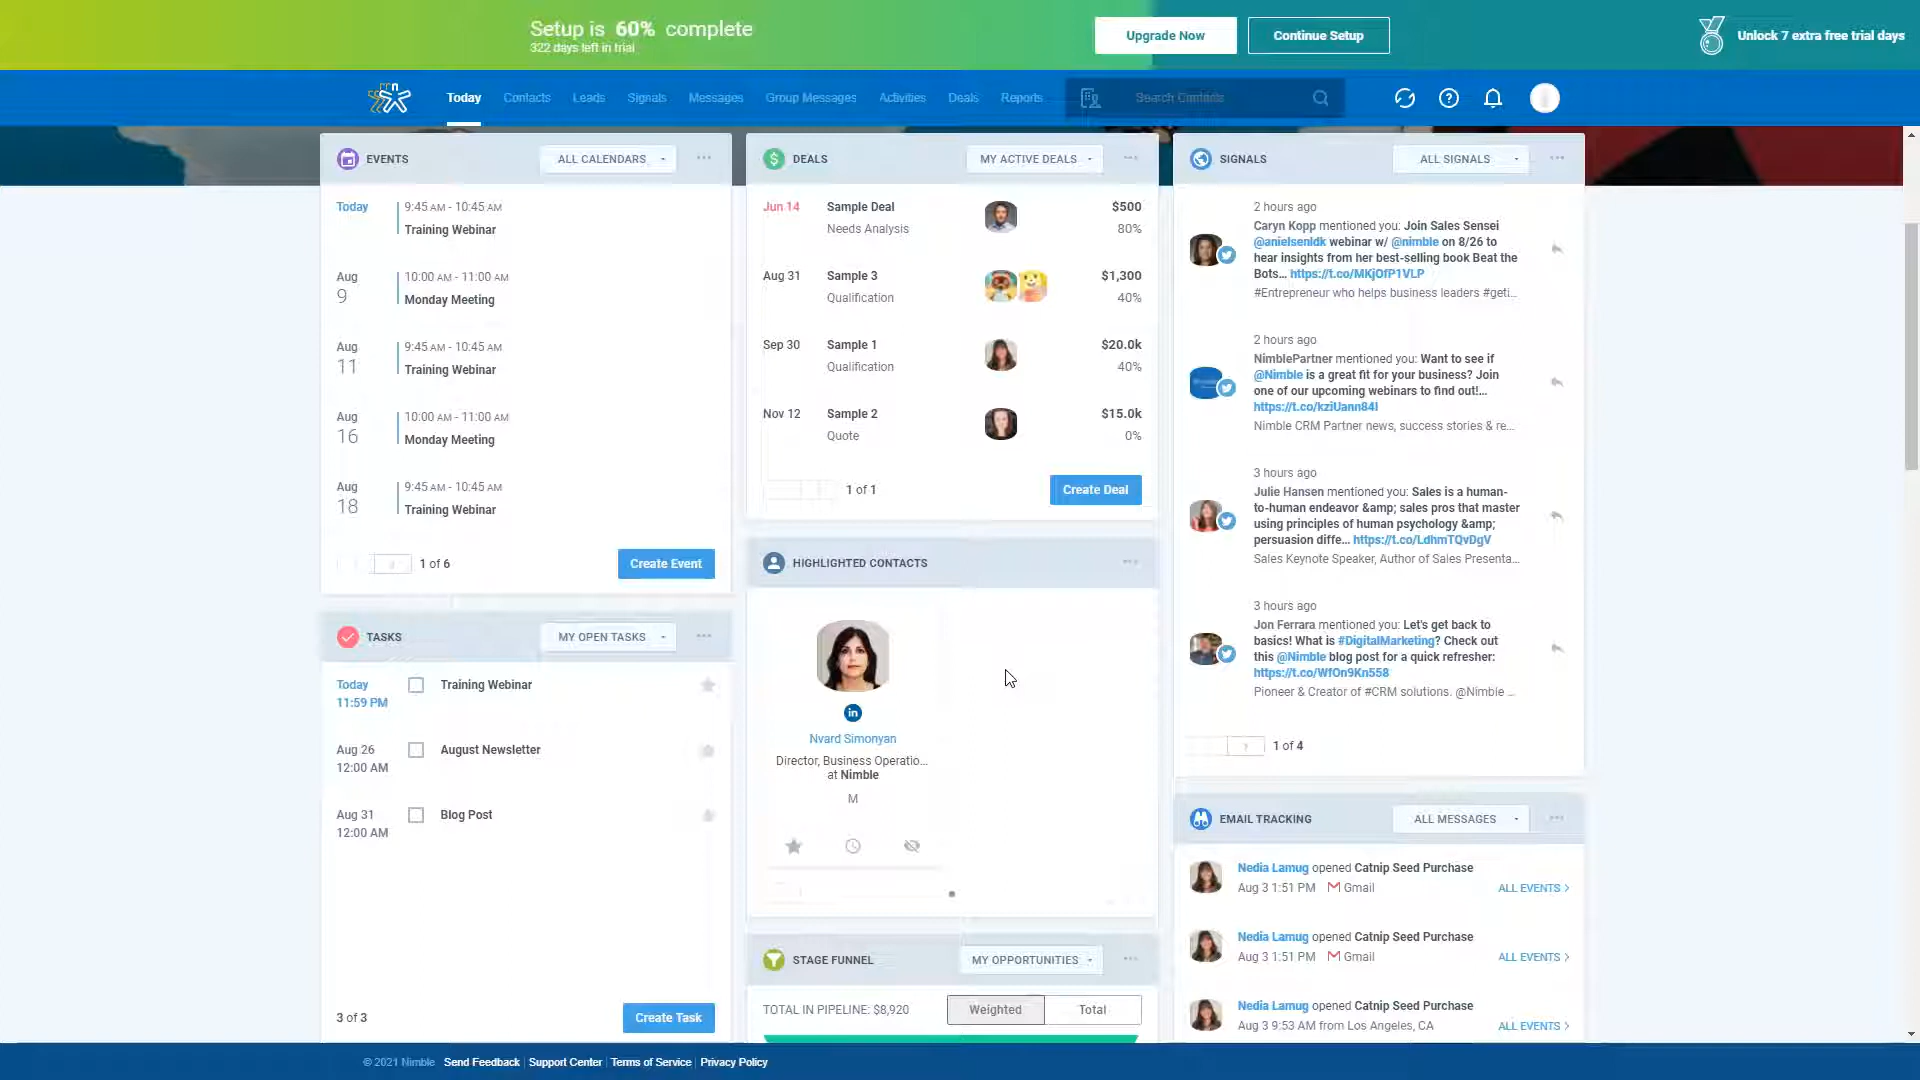 Setup is 60% complete
322 days left in trial
Upgrade Now
Continue Setup
Unlock 7 extra free trial days
Today
Contacts
Leads
Signals
Messages
Group Messages
Activities
Deals
Reports
Search Contacts
EVENTS
ALL CALENDARS
Today
9:45 AM - 10:45 AM
Training Webinar
Aug
9
10:00 AM - 11:00 AM
Monday Meeting
Aug
11
9:45 AM - 10:45 AM
Training Webinar
Aug
16
10:00 AM - 11:00 AM
Monday Meeting
Aug
18
9:45 AM - 10:45 AM
Training Webinar
1 of 6
Create Event
TASKS
MY OPEN TASKS
Today
11:59 PM
Training Webinar
Aug 26
12:00 AM
August Newsletter
Aug 31
12:00 AM
Blog Post
3 of 3
Create Task
DEALS
MY ACTIVE DEALS
Jun 14
Sample Deal
$500
Needs Analysis
80%
Aug 31
Sample 3
$1,300
Qualification
40%
Sep 30
Sample 1
$20.0k
Qualification
40%
Nov 12
Sample 2
$15.0k
Quote
0%
1 of 1
Create Deal
HIGHLIGHTED CONTACTS
in
Nvard Simonyan
Director, Business Operatio...
at Nimble
M
STAGE FUNNEL
MY OPPORTUNITIES
TOTAL IN PIPELINE: $8,920
Weighted
Total
SIGNALS
ALL SIGNALS
2 hours ago
Caryn Kopp mentioned you: Join Sales Sensei
@anielsenldk webinar w/ @nimble on 8/26 to
hear insights from her best-selling book Beat the
Bots... https://t.co/MKjOfP1VLP
#Entrepreneur who helps business leaders #geti...
2 hours ago
NimblePartner mentioned you: Want to see if
@Nimble is a great fit for your business? Join
one of our upcoming webinars to find out!...
https://t.co/kziUann84I
Nimble CRM Partner news, success stories & re...
3 hours ago
Julie Hansen mentioned you: Sales is a human-
to-human endeavor &amp; sales pros that master
using principles of human psychology &amp;
persuasion diffe... https://t.co/LdhmTQvDgV
Sales Keynote Speaker, Author of Sales Presenta...
3 hours ago
Jon Ferrara mentioned you: Let's get back to
basics! What is #DigitalMarketing? Check out
this @Nimble blog post for a quick refresher:
https://t.co/WfOn9Kn558
Pioneer & Creator of #CRM solutions. @Nimble ...
1 of 4
EMAIL TRACKING
ALL MESSAGES
Nedia Lamug opened Catnip Seed Purchase
Aug 3 1:51 PM Gmail
ALL EVENTS >
Nedia Lamug opened Catnip Seed Purchase
Aug 3 1:51 PM Gmail
ALL EVENTS >
Nedia Lamug opened Catnip Seed Purchase
Aug 3 9:53 AM from Los Angeles, CA
ALL EVENTS >
© 2021 Nimble Send Feedback | Support Center | Terms of Service | Privacy Policy